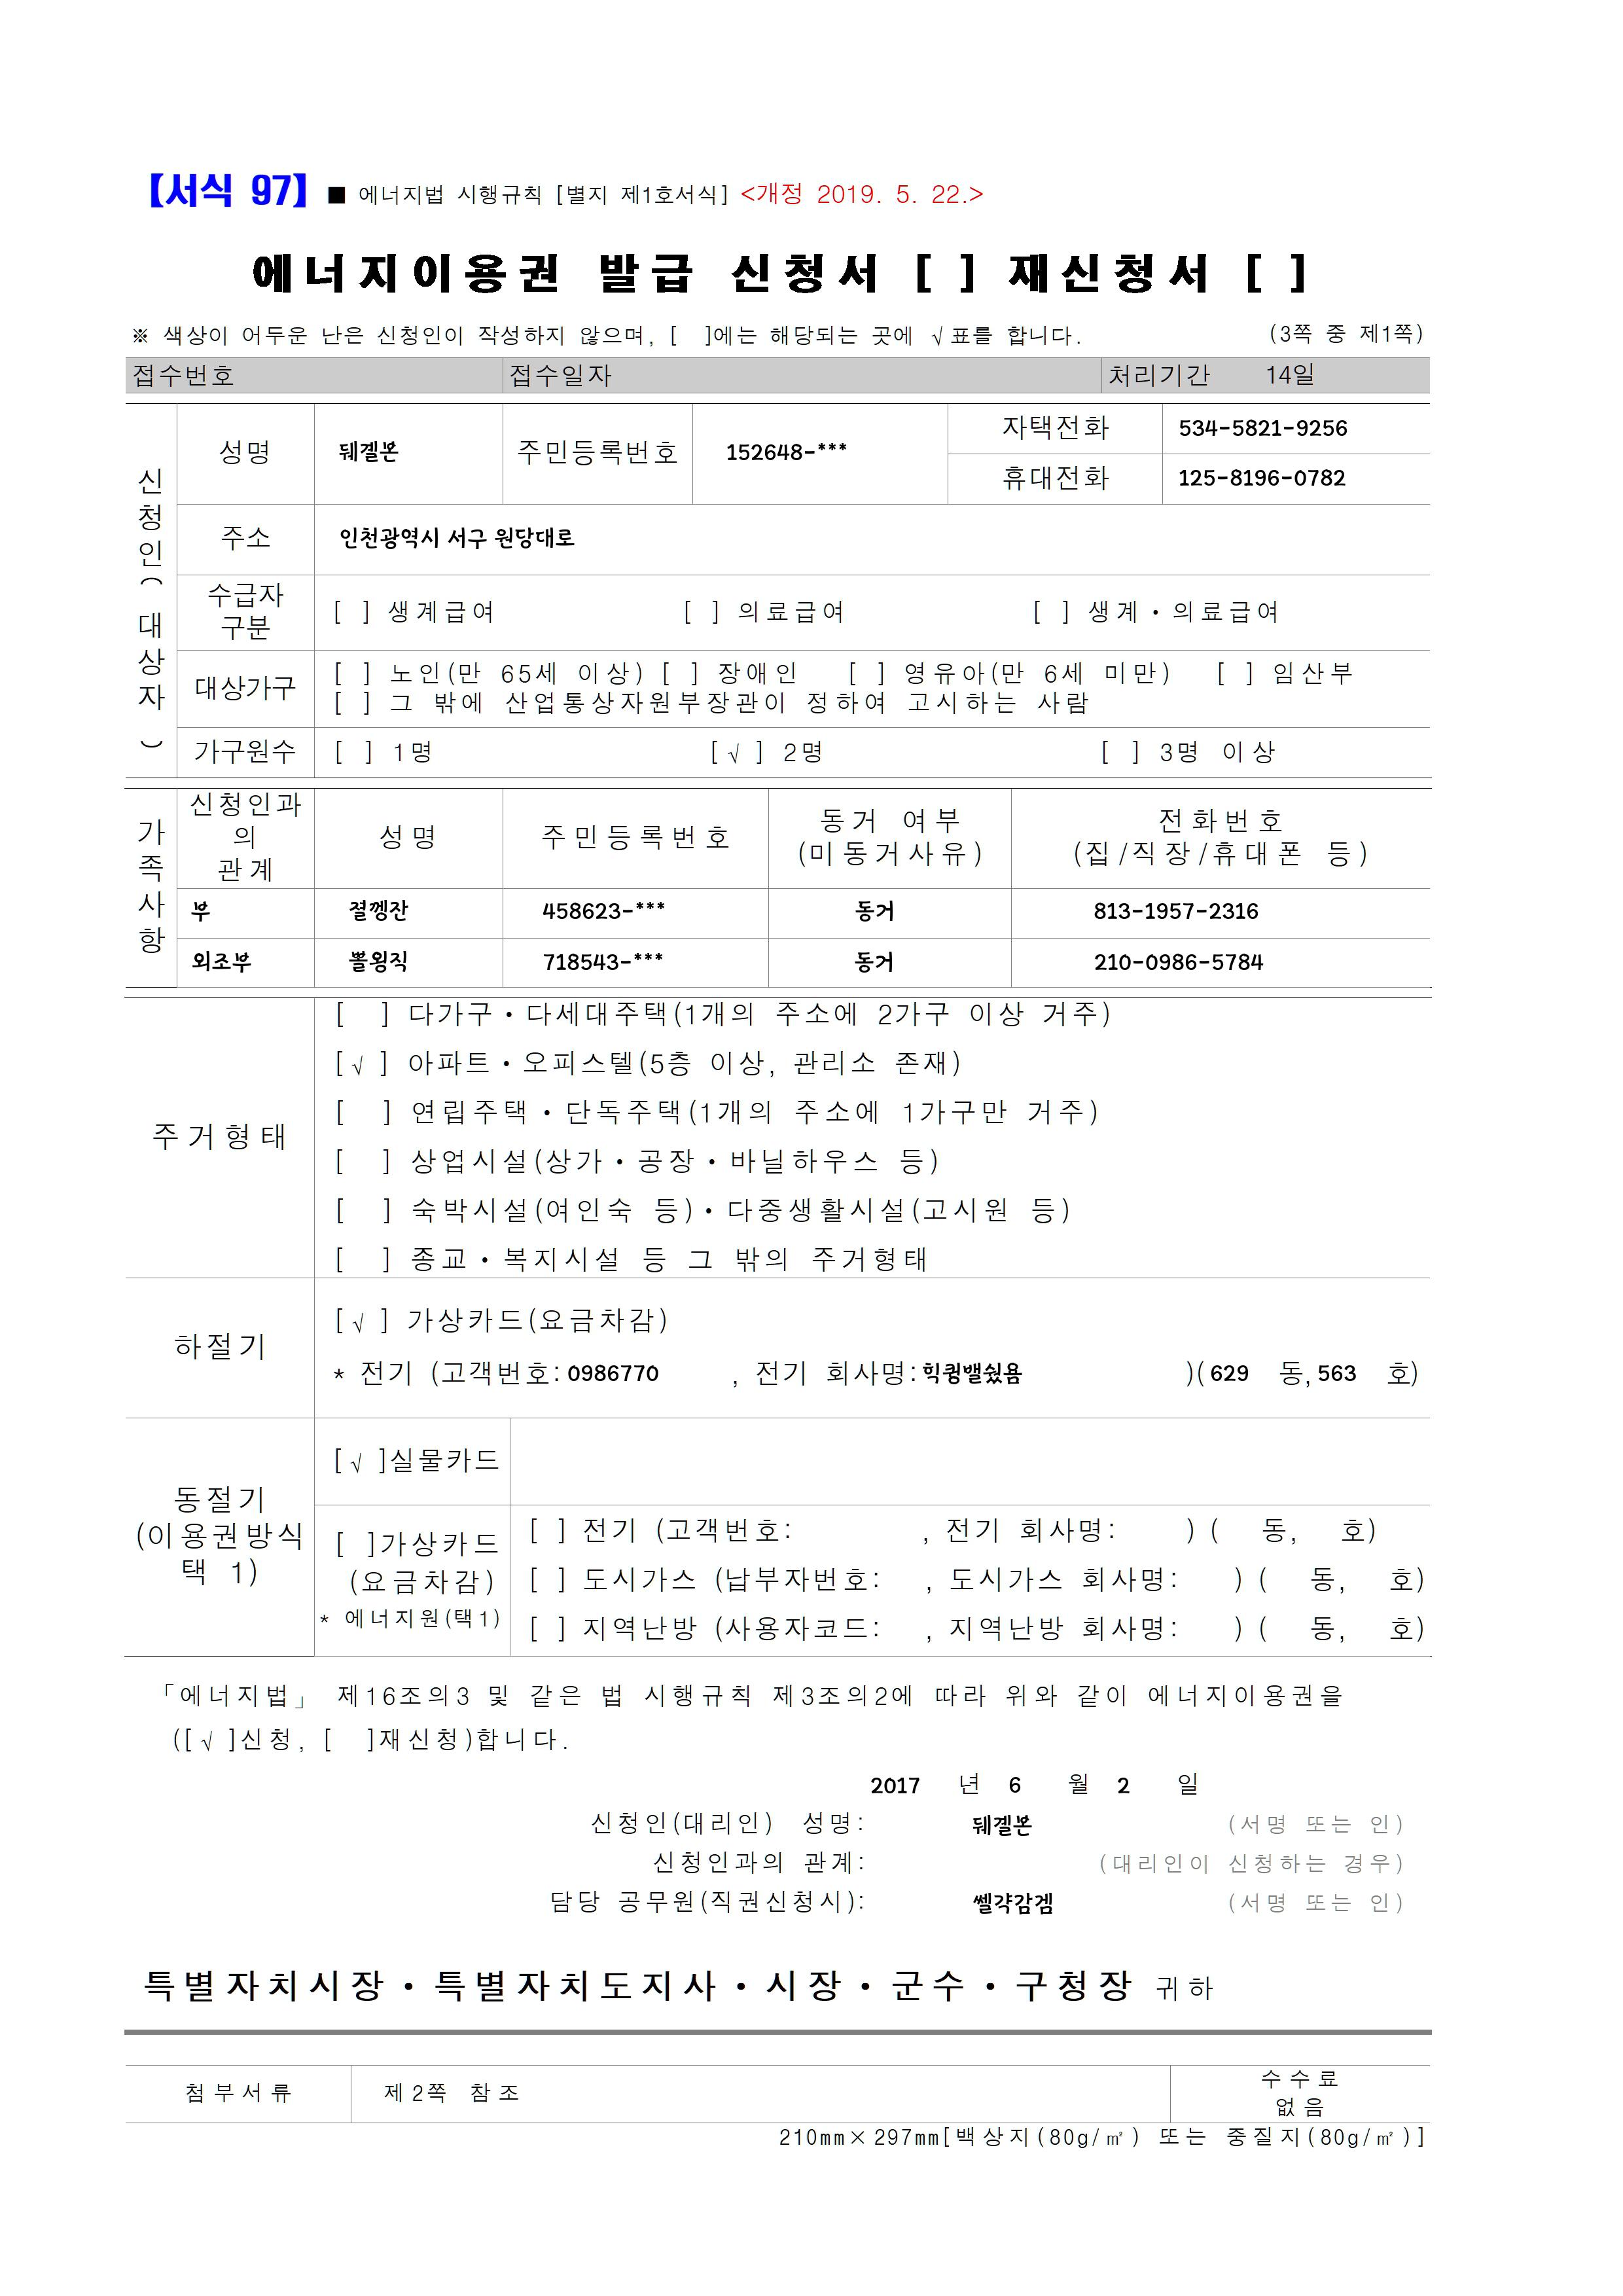 【서식 97】 ■ 에너지법 시행규칙 [별지 제1호서식] <개정 2019. 5. 22.>
에너지이용권 발급 신청서 [ ] 재신청서 [ ]
※ 색상이 어두운 난은 신청인이 작성하지 않으며, [ ]에는 해당되는 곳에 √표를 합니다. (3쪽 중 제1쪽)
접수번호 접수일자 처리기간 14일
신청인(대상자)
성명 뒈겔본 주민등록번호 152648-***
자택전화 534-5821-9256
휴대전화 125-8196-0782
주소 인천광역시 서구 원당대로
수급자
구분
[ ] 생계급여 [ ] 의료급여 [ ] 생계·의료급여
대상가구
[ ] 노인(만 65세 이상) [ ] 장애인 [ ] 영유아(만 6세 미만) [ ] 임산부
[ ] 그 밖에 산업통상자원부장관이 정하여 고시하는 사람
가구원수 [ ] 1명 [√ ] 2명 [ ] 3명 이상
가족사항
신청인과
의
관계
성명
주민등록번호
동거 여부
(미동거사유)
전화번호
(집/직장/휴대폰 등)
부 졀껭잔 458623-*** 동거 813-1957-2316
외조부 뾸욍직 718543-*** 동거 210-0986-5784
주거형태
[ ] 다가구·다세대주택(1개의 주소에 2가구 이상 거주)
[√ ] 아파트·오피스텔(5층 이상, 관리소 존재)
[ ] 연립주택·단독주택(1개의 주소에 1가구만 거주)
[ ] 상업시설(상가·공장·바닐하우스 등)
[ ] 숙박시설(여인숙 등)·다중생활시설(고시원 등)
[ ] 종교·복지시설 등 그 밖의 주거형태
하절기
[√ ] 가상카드(요금차감)
* 전기 (고객번호: 0986770 , 전기 회사명: 힉큉뱰쉤욤 )( 629 동, 563 호)
동절기
(이용권방식
택 1)
[√ ]실물카드
[ ]가상카드
(요금차감)
* 에너지원(택1)
[ ] 전기 (고객번호: , 전기 회사명: ) ( 동, 호)
[ ] 도시가스 (납부자번호: , 도시가스 회사명: ) ( 동, 호)
[ ] 지역난방 (사용자코드: , 지역난방 회사명: ) ( 동, 호)
「에너지법」 제16조의3 및 같은 법 시행규칙 제3조의2에 따라 위와 같이 에너지이용권을
([√ ]신청, [ ]재신청)합니다.
2017 년 6 월 2 일
신청인(대리인) 성명: 뒈겔본 (서명 또는 인)
신청인과의 관계: (대리인이 신청하는 경우)
담당 공무원(직권신청시): 쎌략감겜 (서명 또는 인)
특별자치시장·특별자치도지사·시장·군수·구청장 귀하
첨부서류 제2쪽 참조
수수료
없음
210mm×297mm[백상지(80g/㎡) 또는 중질지(80g/㎡)]